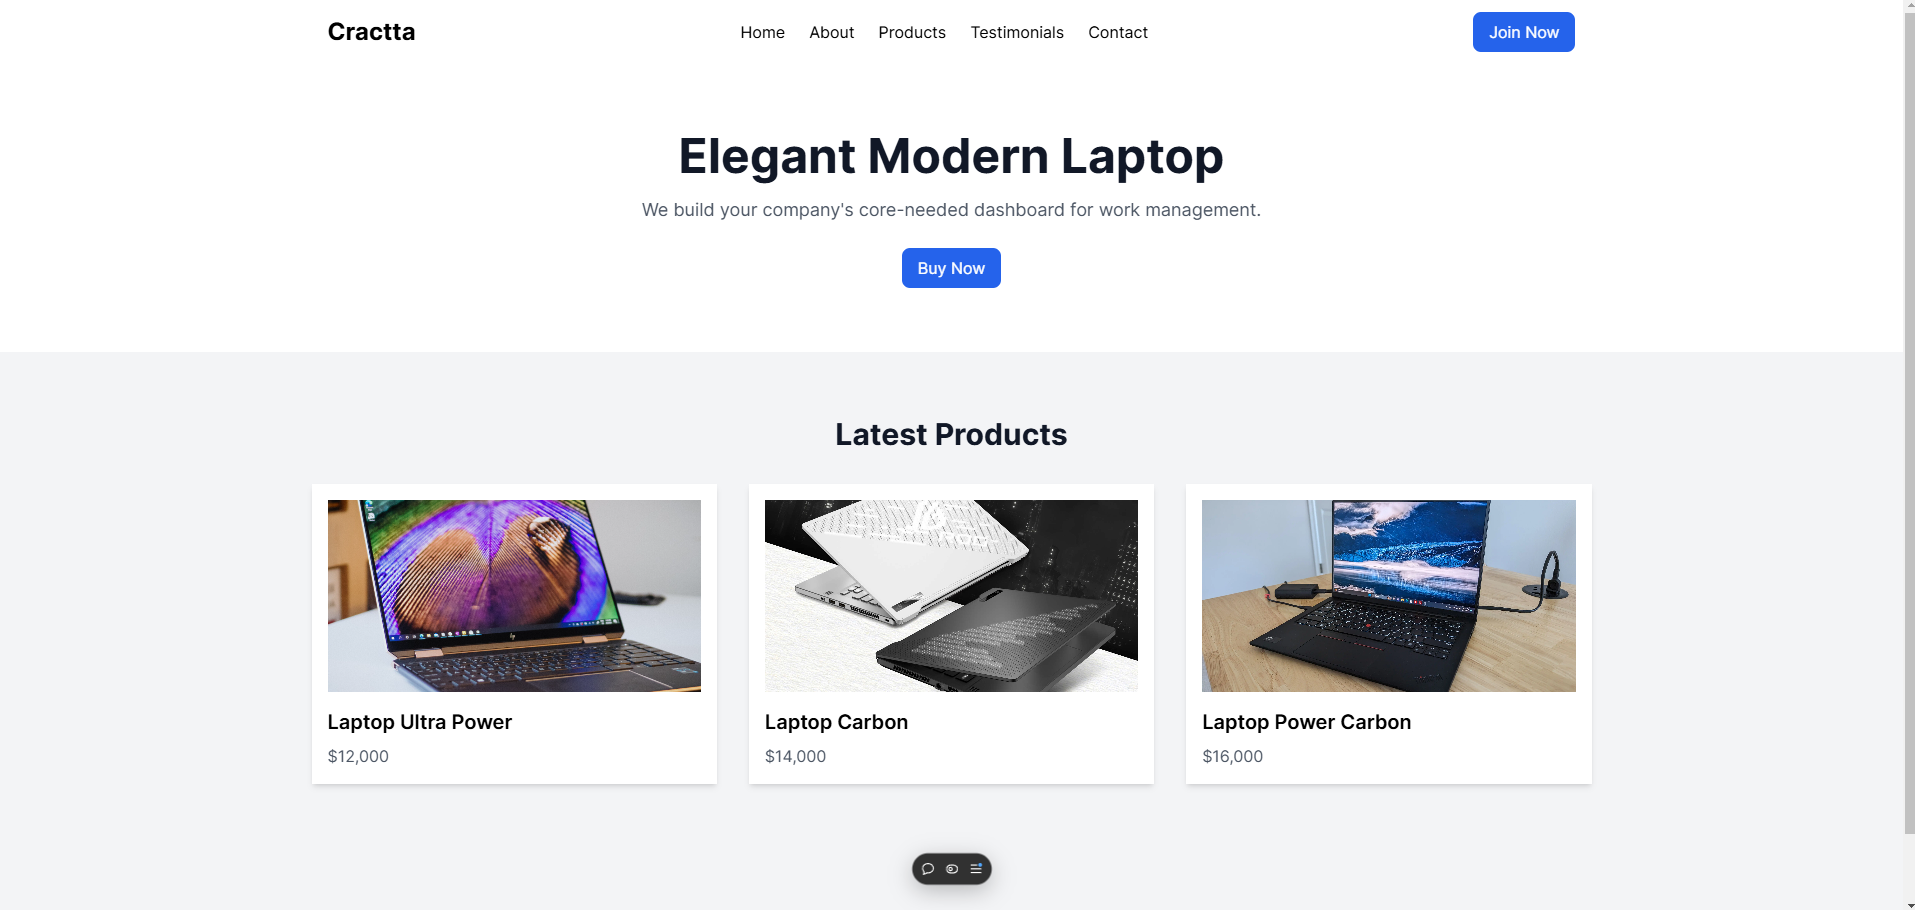 Cractta
Home About Products Testimonials Contact
Join Now
Elegant Modern Laptop
We build your company's core-needed dashboard for work management.
Buy Now
Latest Products
Laptop Ultra Power
$12,000
Laptop Carbon
$14,000
Laptop Power Carbon
$16,000